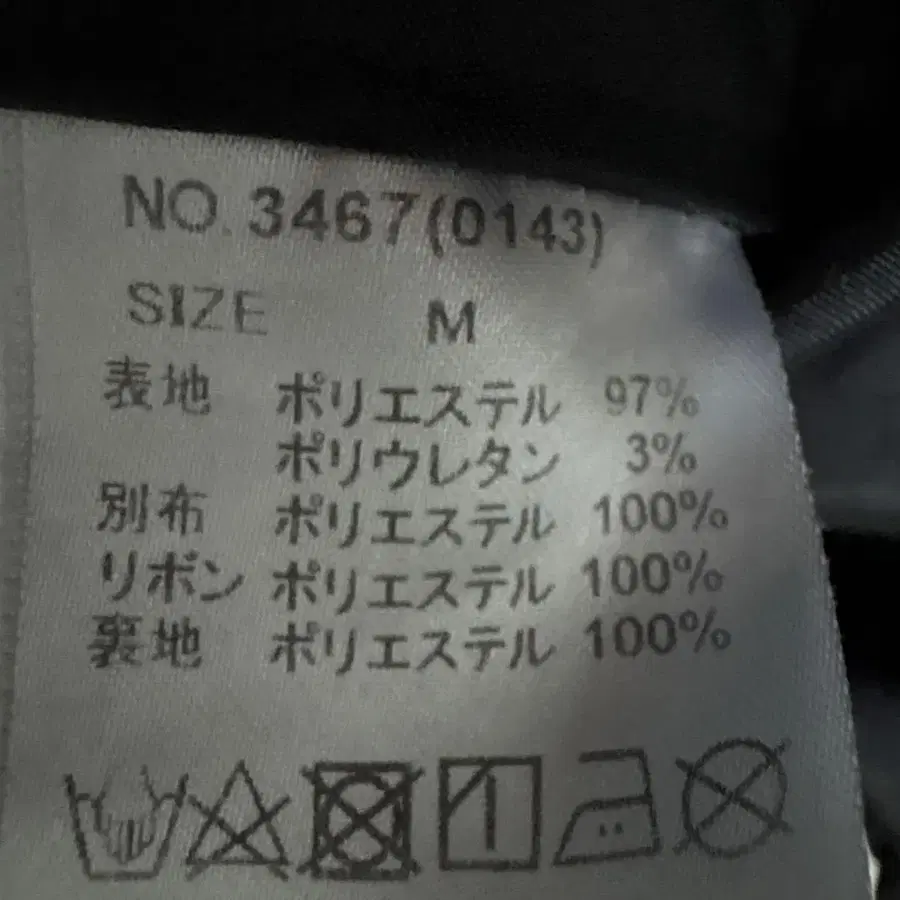 NO.3467(0143)
SIZE M
表地 ポリエステル 97%
ポリウレタン 3%
別布 ポリエステル 100%
リボン ポリエステル 100%
裏地 ポリエステル 100%